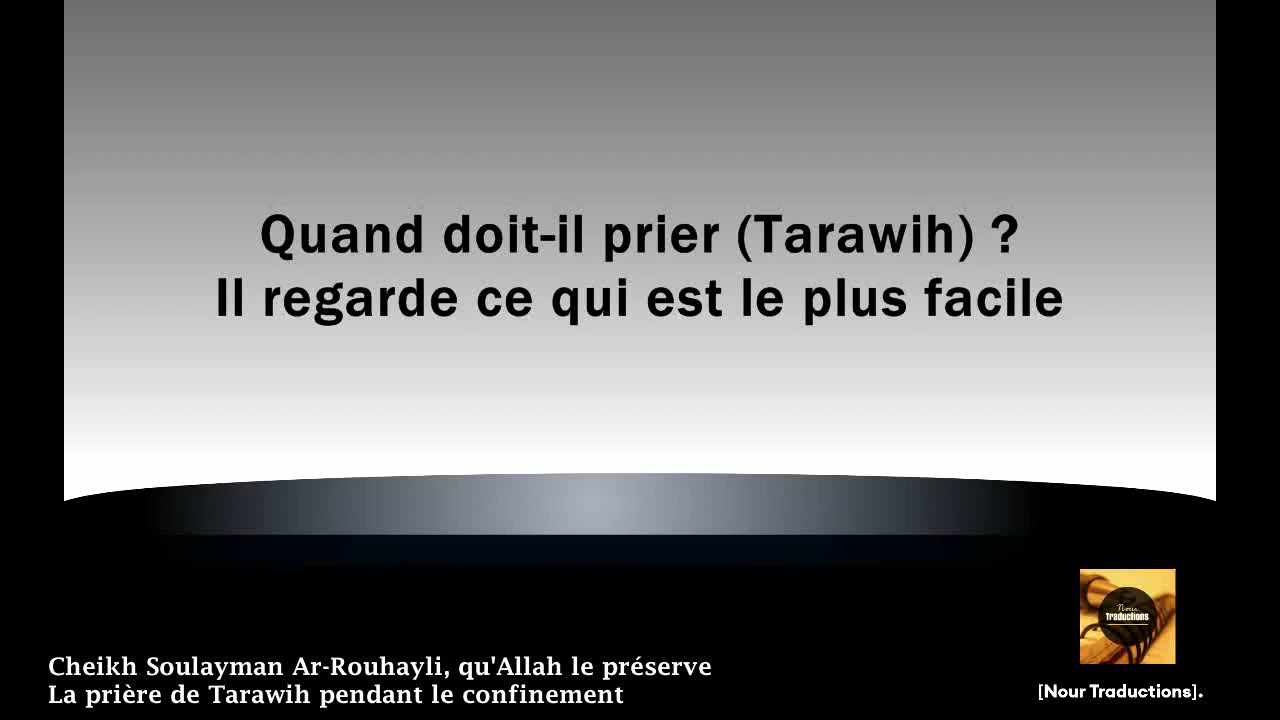 Quand doit-il prier (Tarawih) ?
Il regarde ce qui est le plus facile
Nour
Traductions
Cheikh Soulayman Ar-Rouhayli, qu'Allah le préserve
La prière de Tarawih pendant le confinement
[Nour Traductions].